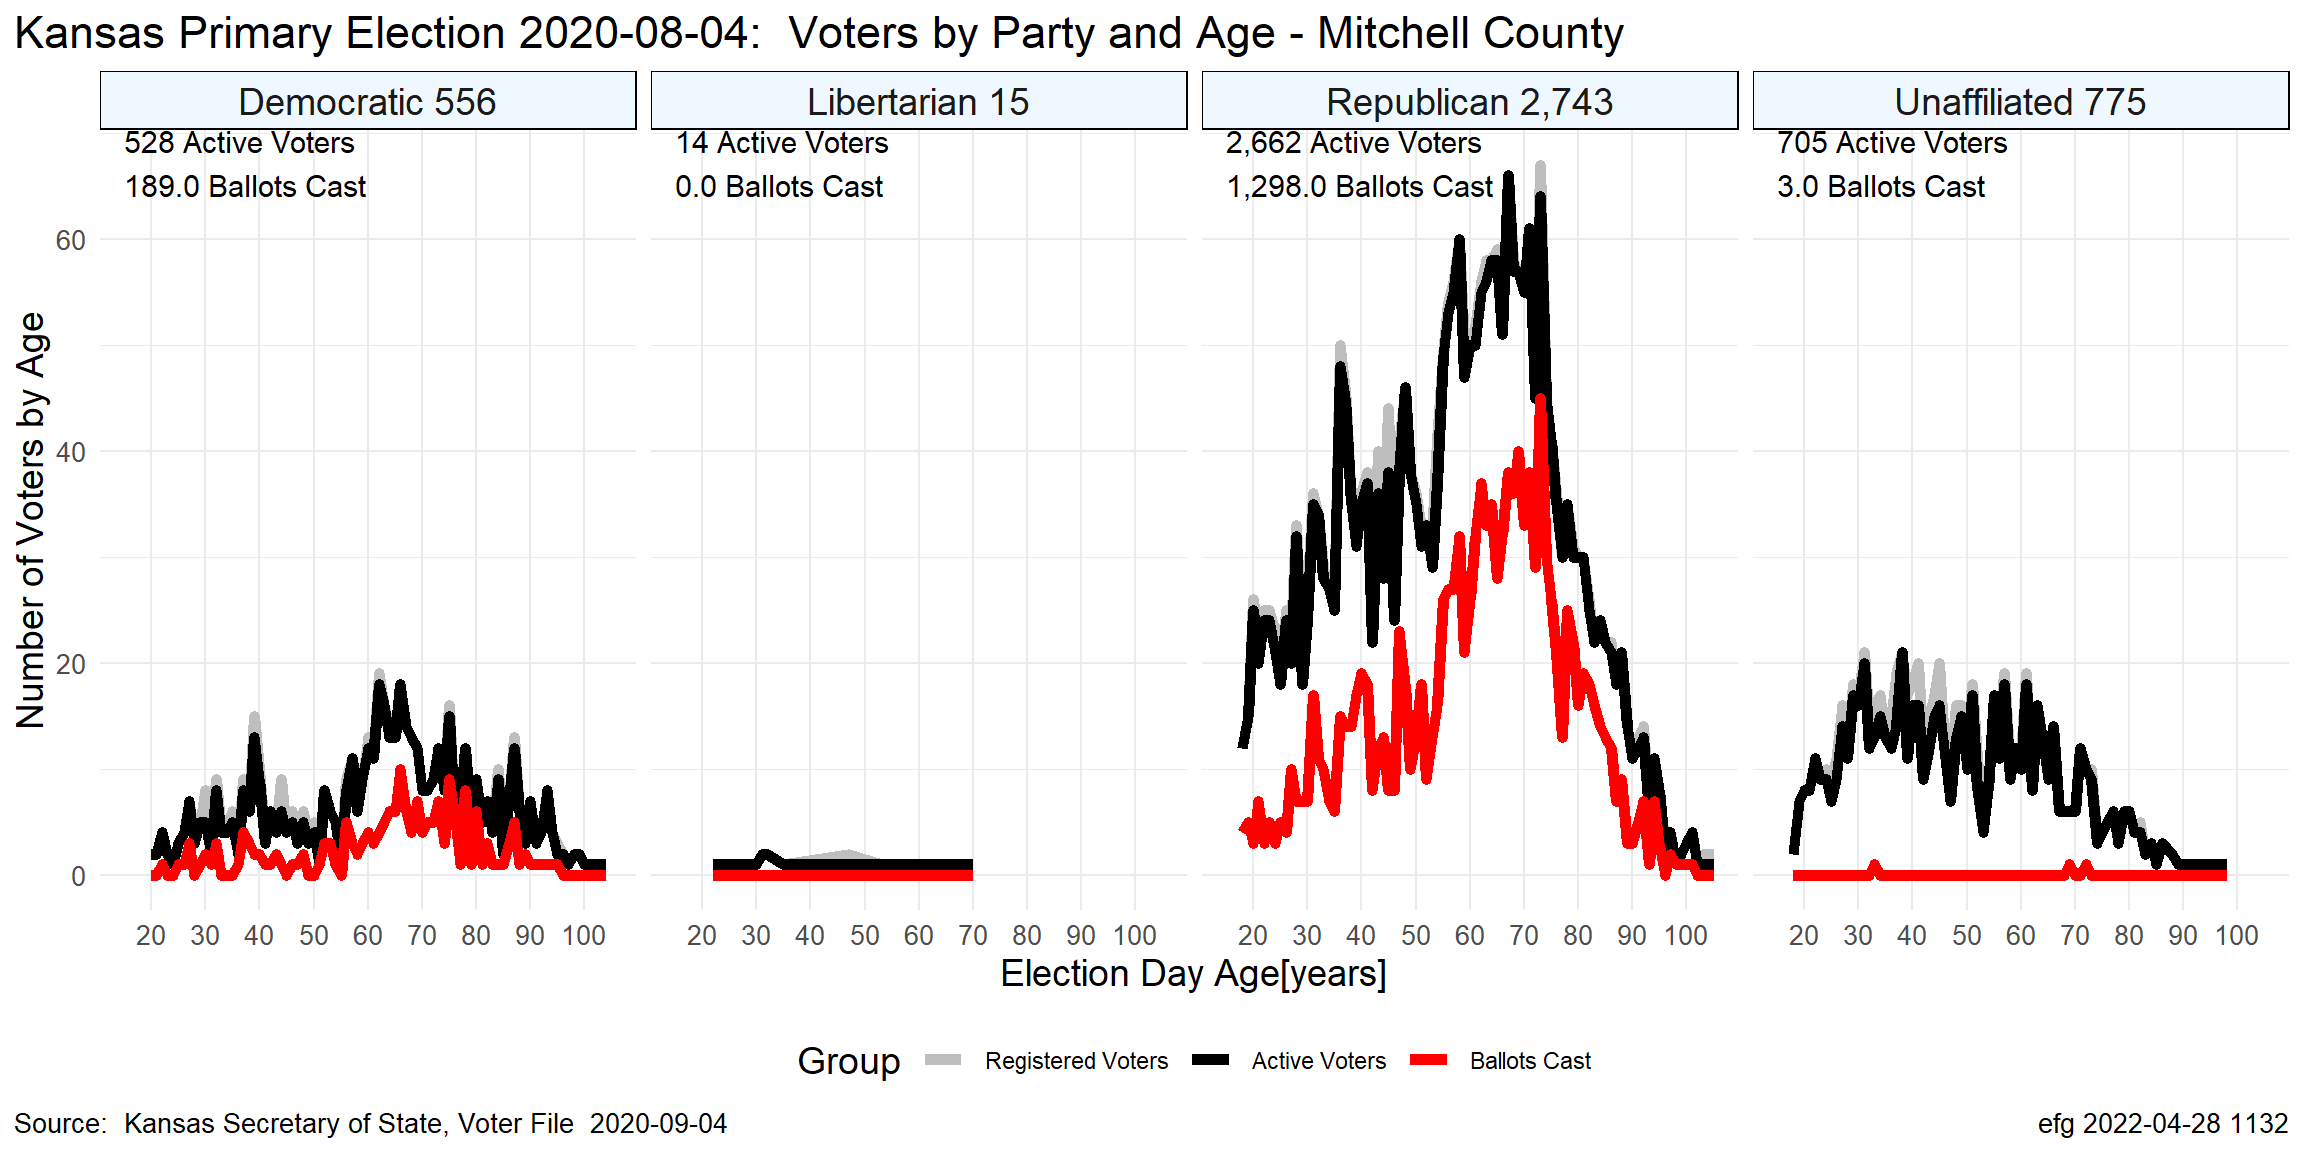 Kansas Primary Election 2020-08-04:  Voters by Party and Age - Mitchell County
Democratic 556
Libertarian 15
Republican 2,743
Unaffiliated 775
528 Active Voters
189.0 Ballots Cast
14 Active Voters
0.0 Ballots Cast
2,662 Active Voters
1,298.0 Ballots Cast
705 Active Voters
3.0 Ballots Cast
Number of Voters by Age
60
40
20
0
20 30 40 50 60 70 80 90 100
20 30 40 50 60 70 80 90 100
20 30 40 50 60 70 80 90 100
20 30 40 50 60 70 80 90 100
Election Day Age[years]
Group Registered Voters Active Voters Ballots Cast
Source:  Kansas Secretary of State, Voter File  2020-09-04
efg 2022-04-28 1132